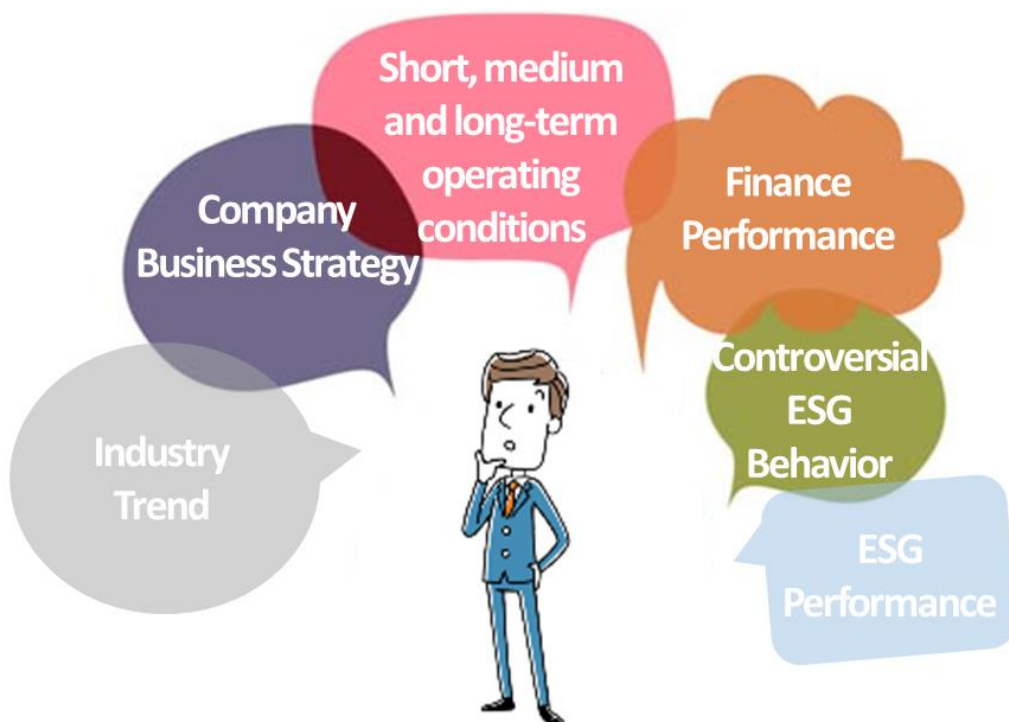 Short, medium
and long-term
operating
conditions
Company
Business Strategy
Finance
Performance
Controversial
ESG
Behavior
Industry
Trend
ESG
Performance